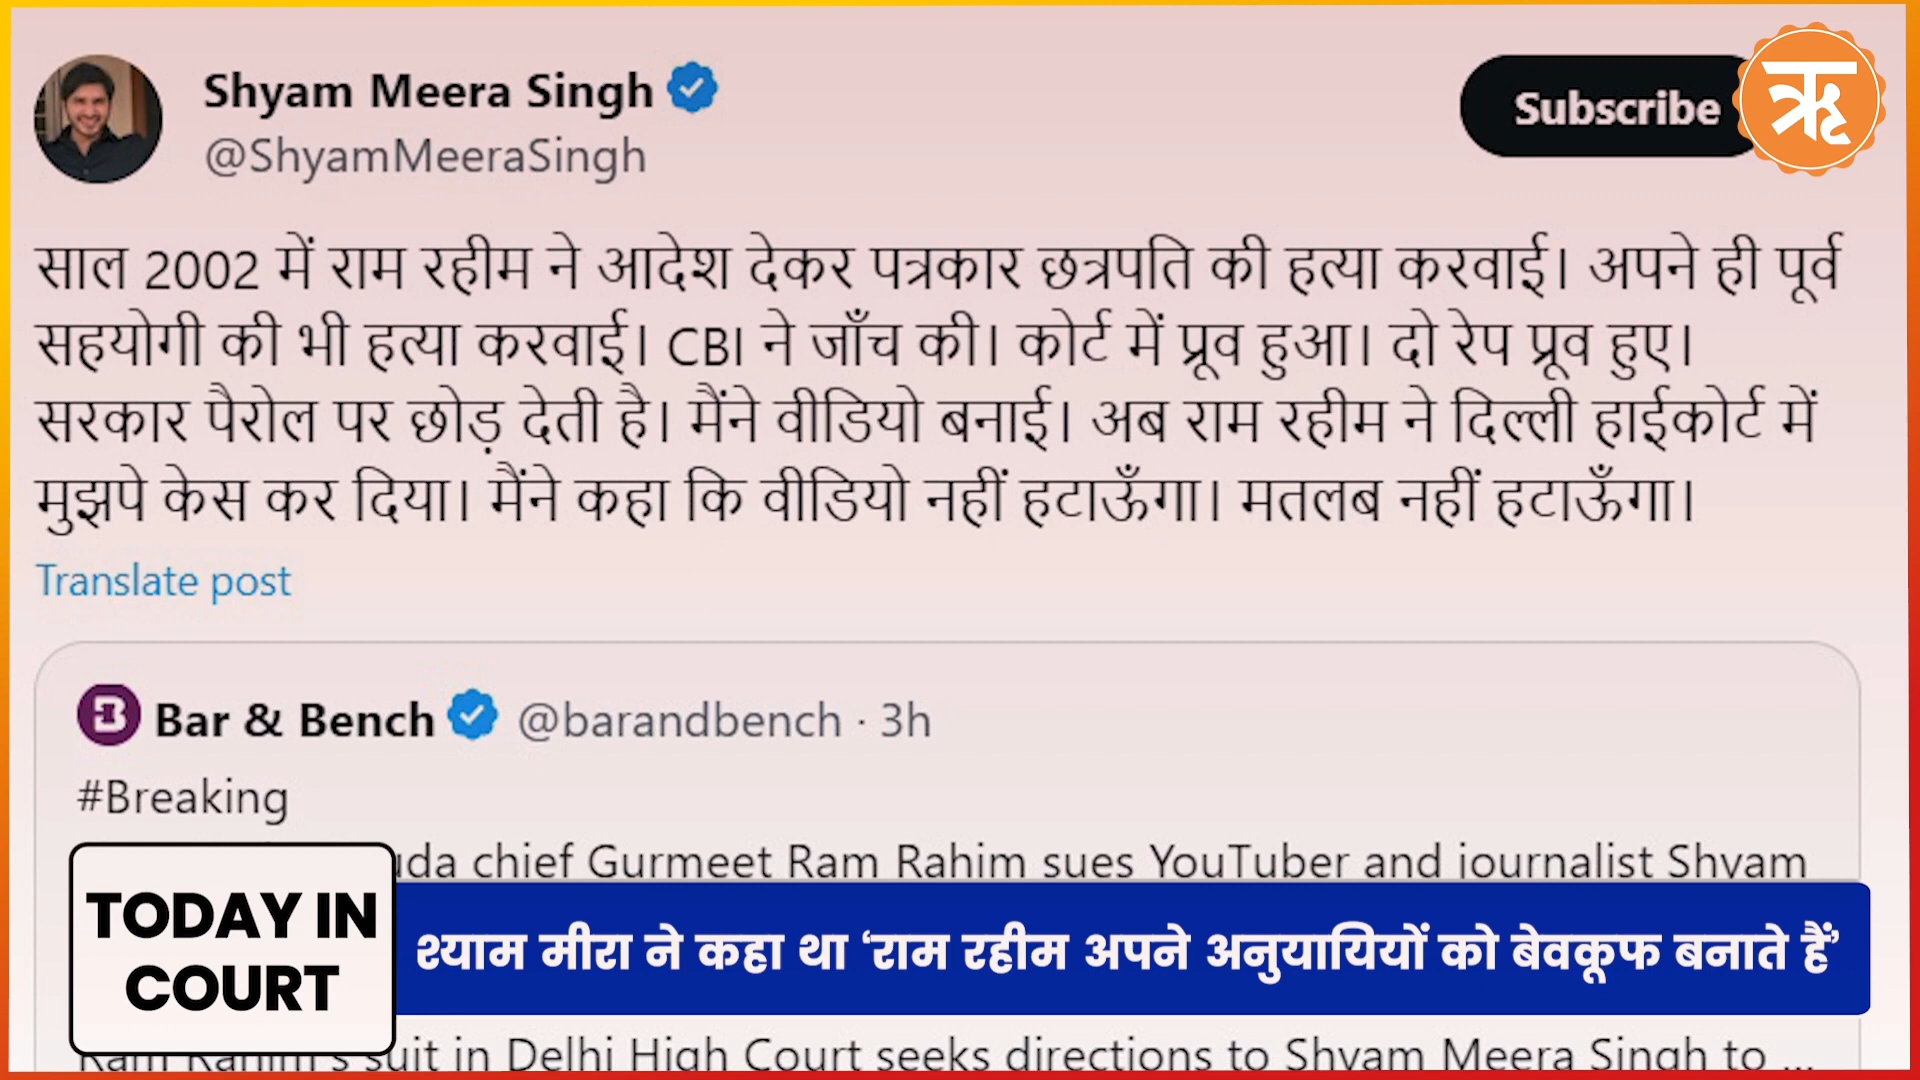 Shyam Meera Singh
@ShyamMeeraSingh
Subscribe
ऋ
साल 2002 में राम रहीम ने आदेश देकर पत्रकार छत्रपति की हत्या करवाई। अपने ही पूर्व
सहयोगी की भी हत्या करवाई। CBI ने जाँच की। कोर्ट में प्रूव हुआ। दो रेप प्रूव हुए।
सरकार पैरोल पर छोड़ देती है। मैंने वीडियो बनाई। अब राम रहीम ने दिल्ली हाईकोर्ट में
मुझपे केस कर दिया। मैंने कहा कि वीडियो नहीं हटाऊँगा। मतलब नहीं हटाऊँगा।
Translate post
Bar & Bench @barandbench · 3h
#Breaking
chief Gurmeet Ram Rahim sues YouTuber and journalist Shyam
TODAY IN
COURT
श्याम मीरा ने कहा था ‘राम रहीम अपने अनुयायियों को बेवकूफ बनाते हैं’
Ram Rahim's suit in Delhi High Court seeks directions to Shyam Meera Singh to ...